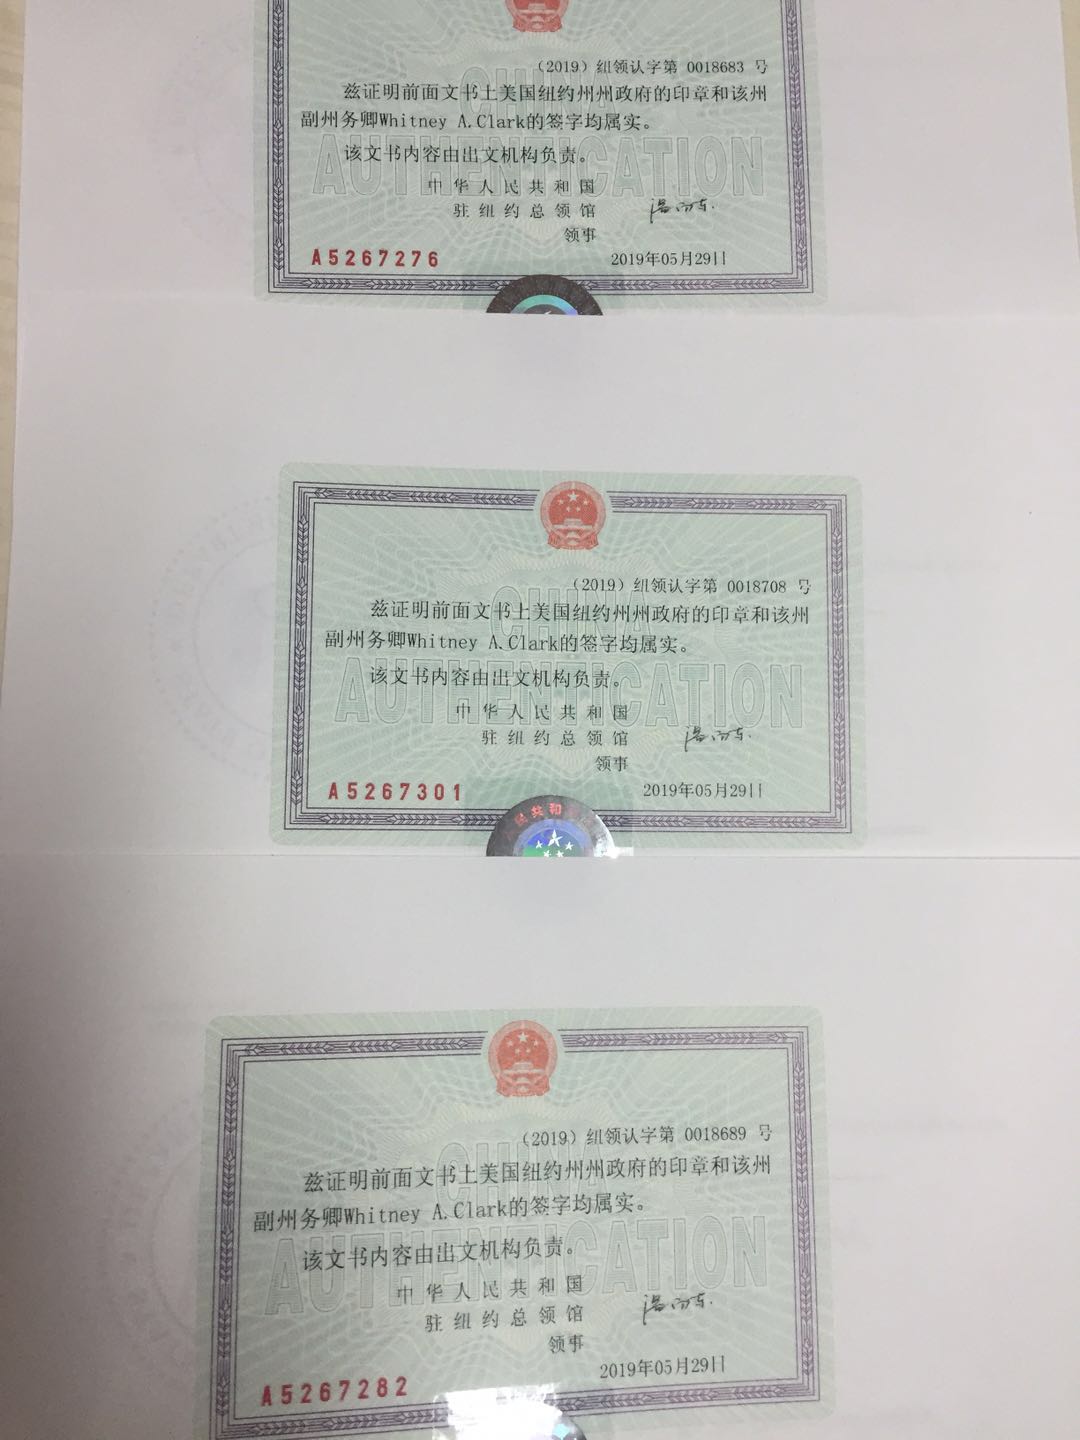 (2019) 纽领认字第 0018683 号
兹证明前面文书上美国纽约州州政府的印章和该州
副州务卿Whitney A.Clark的签字均属实。
该文书内容由出文机构负责。
CHINA
AUTHENTICATION
中华人民共和国
驻纽约总领馆
领事
A5267276
2019年05月29日
(2019) 纽领认字第 0018708 号
兹证明前面文书上美国纽约州州政府的印章和该州
副州务卿Whitney A.Clark的签字均属实。
该文书内容由出文机构负责。
CHINA
AUTHENTICATION
中华人民共和国
驻纽约总领馆
领事
A5267301
2019年05月29日
人民共和
(2019) 纽领认字第 0018689 号
兹证明前面文书上美国纽约州州政府的印章和该州
副州务卿Whitney A.Clark的签字均属实。
该文书内容由出文机构负责。
CHINA
AUTHENTICATION
中华人民共和国
驻纽约总领馆
领事
A5267282
2019年05月29日